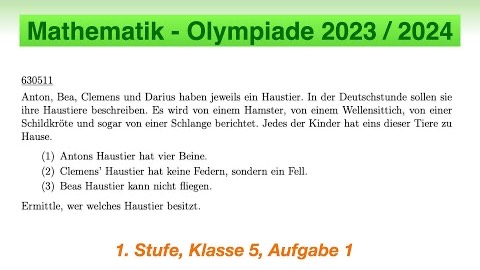 Mathematik - Olympiade 2023 / 2024
630511
Anton, Bea, Clemens und Darius haben jeweils ein Haustier. In der Deutschstunde sollen sie
ihre Haustiere beschreiben. Es wird von einem Hamster, von einem Wellensittich, von einer
Schildkröte und sogar von einer Schlange berichtet. Jedes der Kinder hat eins dieser Tiere zu
Hause.
(1) Antons Haustier hat vier Beine.
(2) Clemens' Haustier hat keine Federn, sondern ein Fell.
(3) Beas Haustier kann nicht fliegen.
Ermittle, wer welches Haustier besitzt.
1. Stufe, Klasse 5, Aufgabe 1